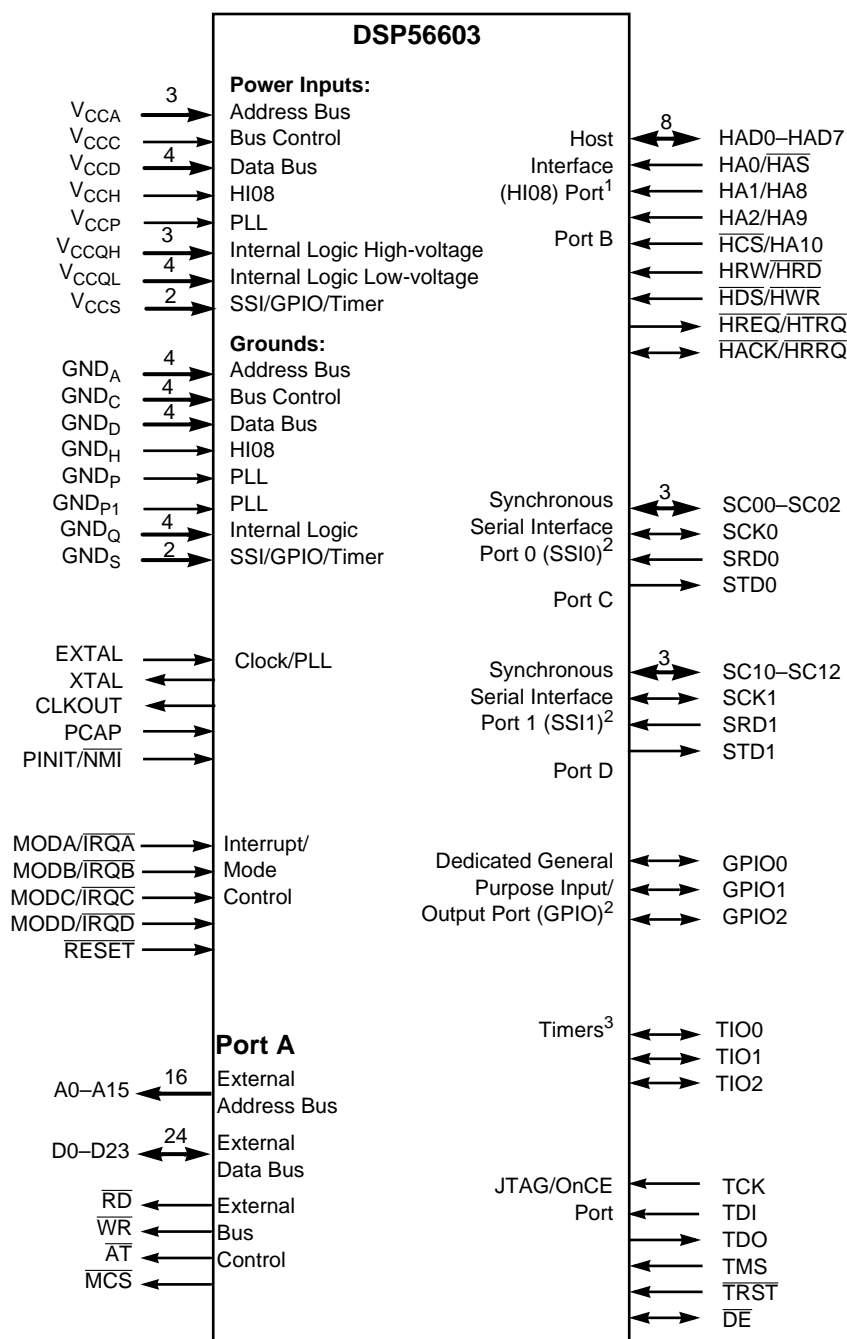 DSP56603
Power Inputs:
VCCA 3 Address Bus
VCCC Bus Control
VCCD 4 Data Bus
VCCH HI08
VCCP PLL
VCCQH 3 Internal Logic High-voltage
VCCQL 4 Internal Logic Low-voltage
VCCS 2 SSI/GPIO/Timer
Grounds:
GNDA 4 Address Bus
GNDC 4 Bus Control
GNDD 4 Data Bus
GNDH HI08
GNDP PLL
GNDP1 PLL
GNDQ 4 Internal Logic
GNDS 2 SSI/GPIO/Timer
EXTAL Clock/PLL
XTAL
CLKOUT
PCAP
PINIT/NMI
MODA/IRQA Interrupt/
MODB/IRQB Mode
MODC/IRQC Control
MODD/IRQD
RESET
Port A
A0–A15 16 External
Address Bus
D0–D23 24 External
Data Bus
RD External
WR Bus
AT Control
MCS
Host 8 HAD0–HAD7
Interface HA0/HAS
(HI08) Port1 HA1/HA8
HA2/HA9
Port B HCS/HA10
HRW/HRD
HDS/HWR
HREQ/HTRQ
HACK/HRRQ
Synchronous 3 SC00–SC02
Serial Interface SCK0
Port 0 (SSI0)2 SRD0
STD0
Port C
Synchronous 3 SC10–SC12
Serial Interface SCK1
Port 1 (SSI1)2 SRD1
STD1
Port D
Dedicated General GPIO0
Purpose Input/ GPIO1
Output Port (GPIO)2 GPIO2
Timers3 TIO0
TIO1
TIO2
JTAG/OnCE TCK
Port TDI
TDO
TMS
TRST
DE